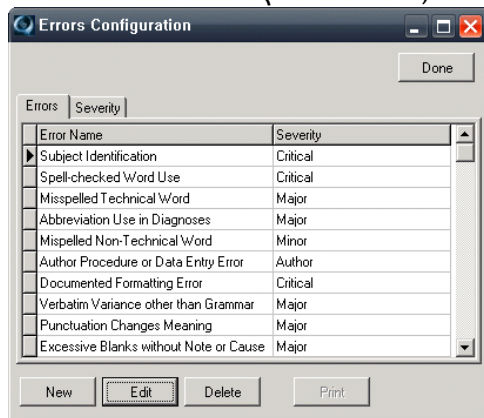 Errors Configuration
Done
Errors Severity
Error Name Severity
Subject Identification Critical
Spell-checked Word Use Critical
Misspelled Technical Word Major
Abbreviation Use in Diagnoses Major
Mispelled Non-Technical Word Minor
Author Procedure or Data Entry Error Author
Documented Formatting Error Critical
Verbatim Variance other than Grammar Major
Punctuation Changes Meaning Major
Excessive Blanks without Note or Cause Major
New Edit Delete Print